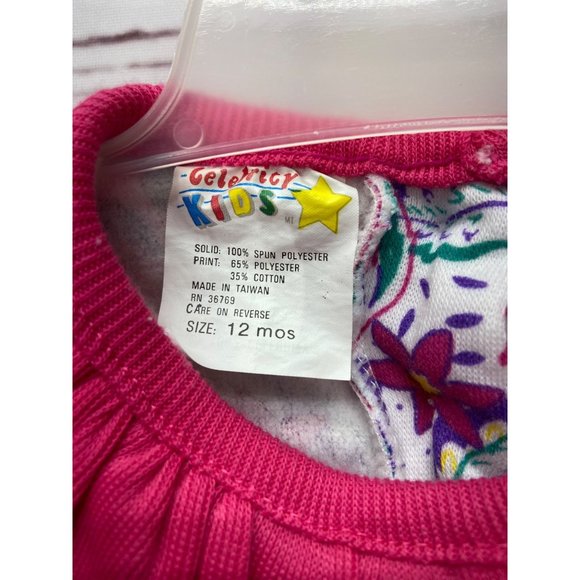 Celebrity
KIDS
MT
SOLID: 100% SPUN POLYESTER
PRINT: 65% POLYESTER
35% COTTON
MADE IN TAIWAN
RN 36769
CARE ON REVERSE
SIZE: 12 mos